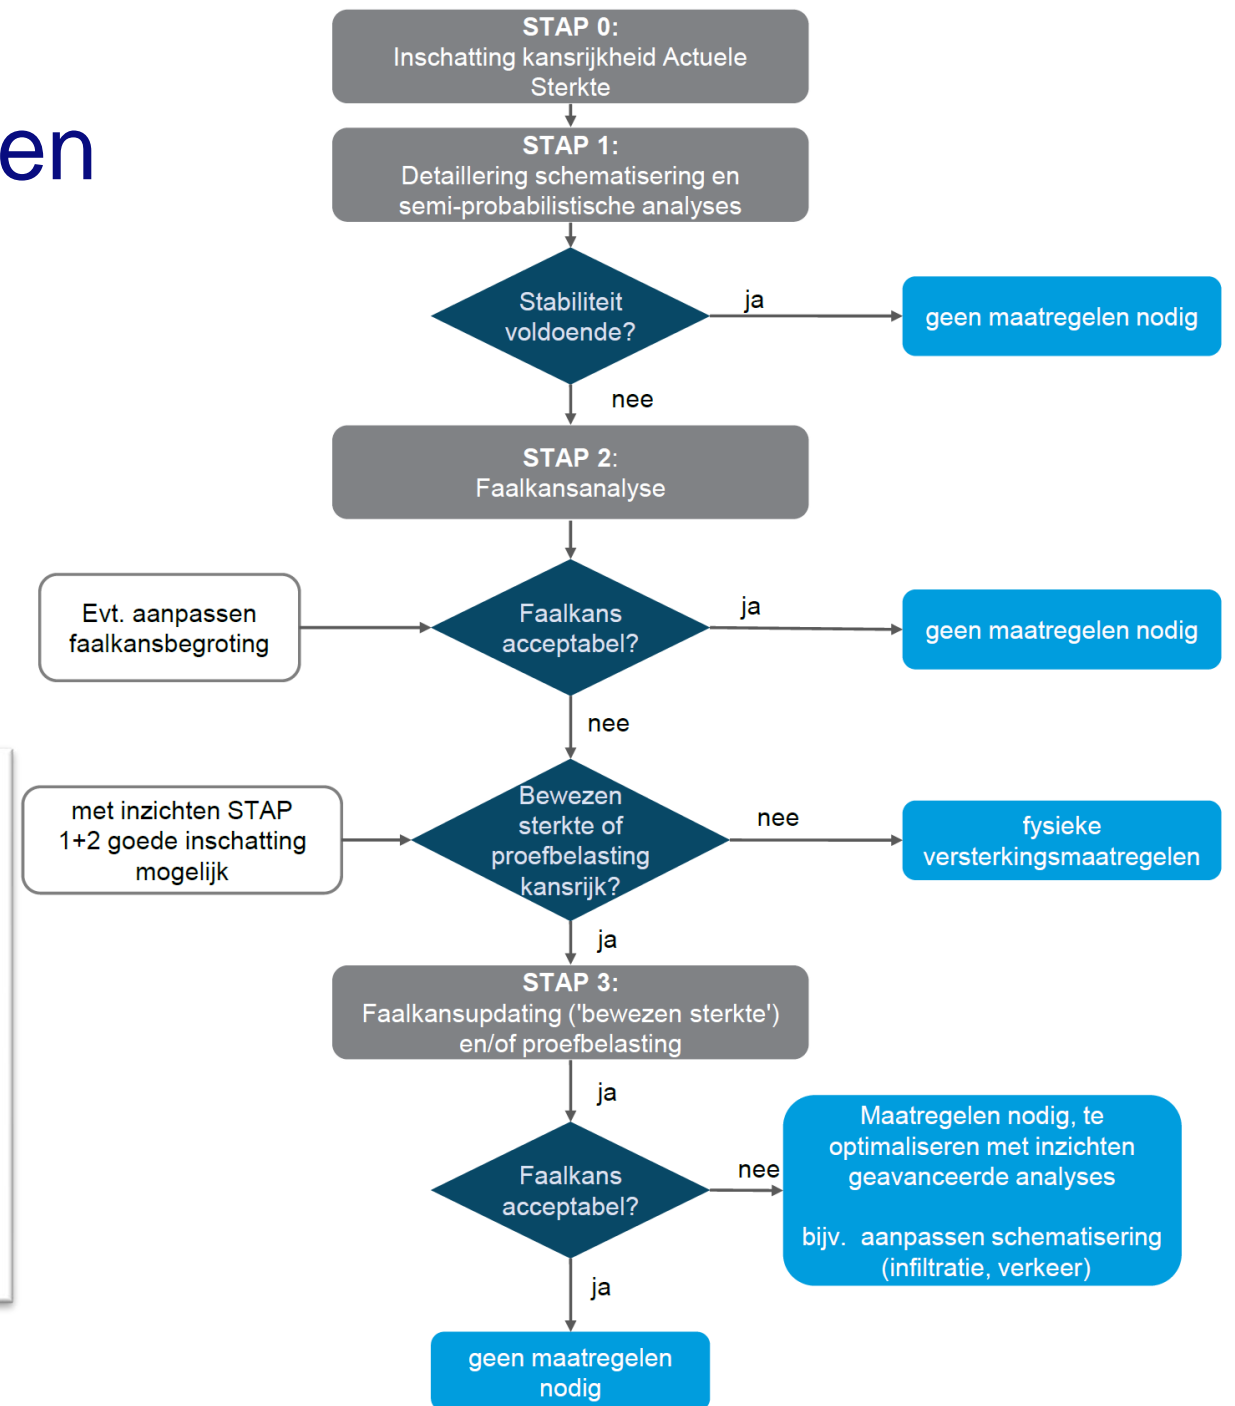 en
STAP 0:
Inschatting kansrijkheid Actuele
Sterkte
STAP 1:
Detaillering schematisering en
semi-probabilistische analyses
Stabiliteit
voldoende?
ja
geen maatregelen nodig
nee
STAP 2:
Faalkansanalyse
Evt. aanpassen
faalkansbegroting
Faalkans
acceptabel?
ja
geen maatregelen nodig
nee
met inzichten STAP
1+2 goede inschatting
mogelijk
Bewezen
sterkte of
proefbelasting
kansrijk?
nee
fysieke
versterkingsmaatregelen
ja
STAP 3:
Faalkansupdating ('bewezen sterkte')
en/of proefbelasting
ja
Faalkans
acceptabel?
nee
Maatregelen nodig, te
optimaliseren met inzichten
geavanceerde analyses
bijv. aanpassen schematisering
(infiltratie, verkeer)
ja
geen maatregelen
nodig